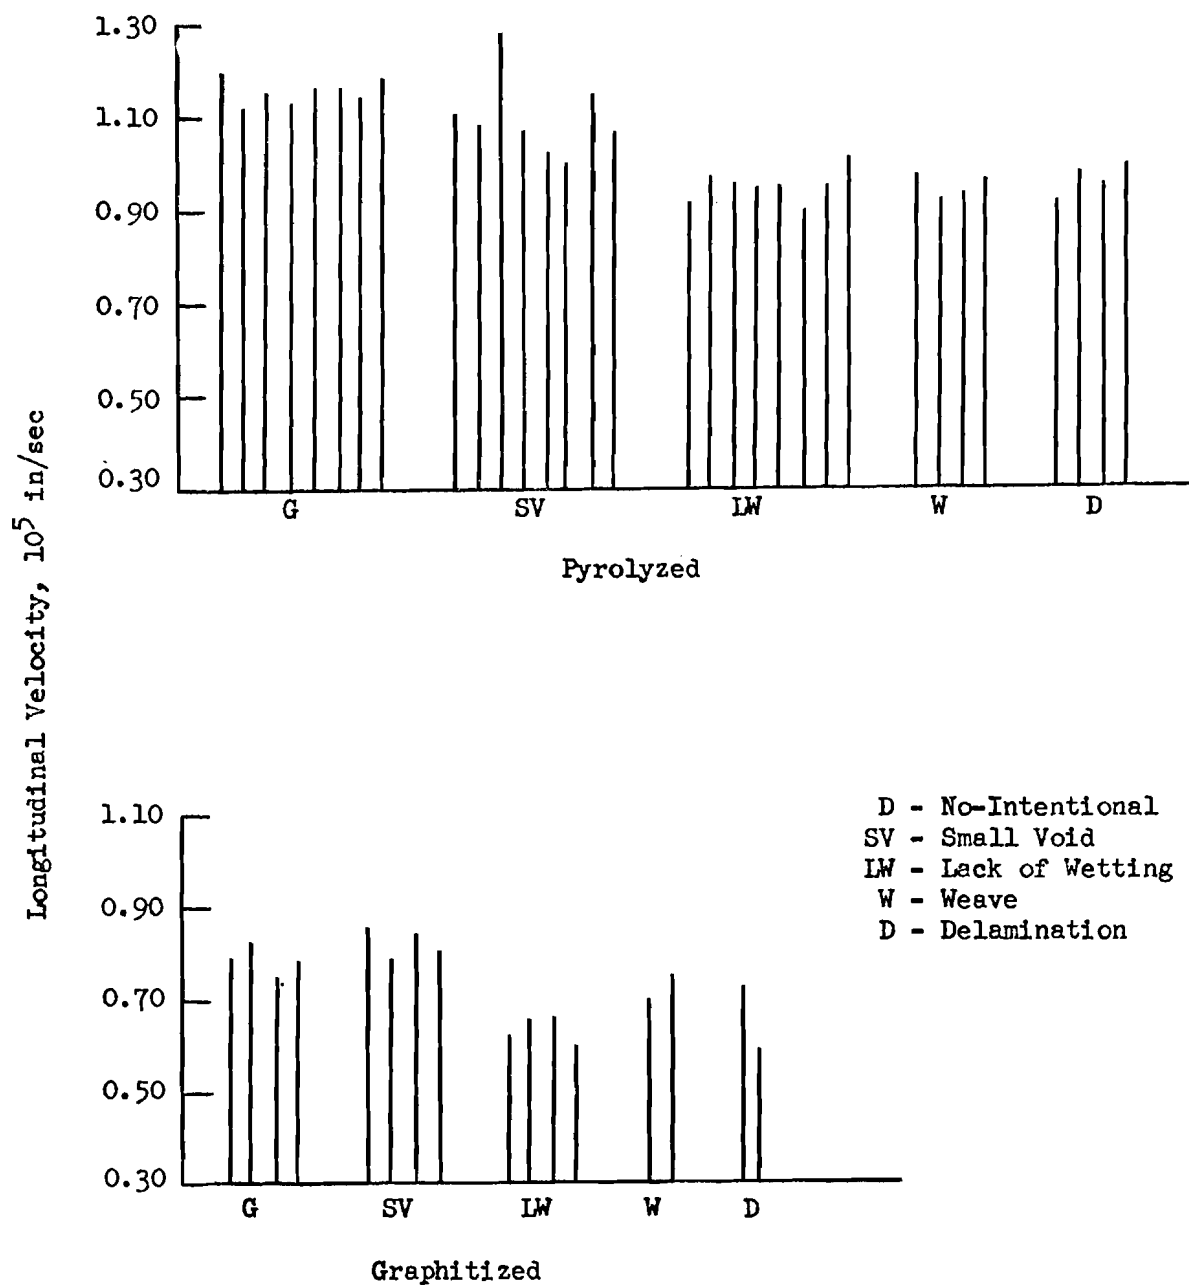 Longitudinal Velocity, 10⁵ in/sec
1.30
1.10
0.90
0.70
0.50
0.30
G SV LW W D
Pyrolyzed
1.10
0.90
0.70
0.50
0.30
G SV LW W D
Graphitized
D - No-Intentional
SV - Small Void
LW - Lack of Wetting
W - Weave
D - Delamination